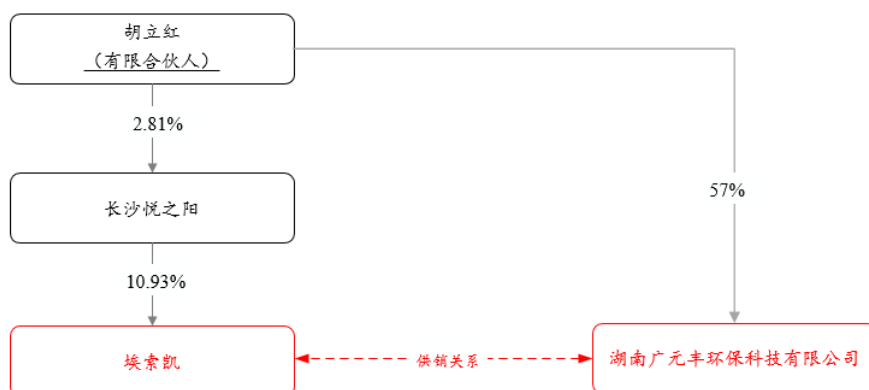 胡立红
（有限合伙人）
2.81%
长沙悦之阳
57%
10.93%
埃索凯
供销关系
湖南广元丰环保科技有限公司